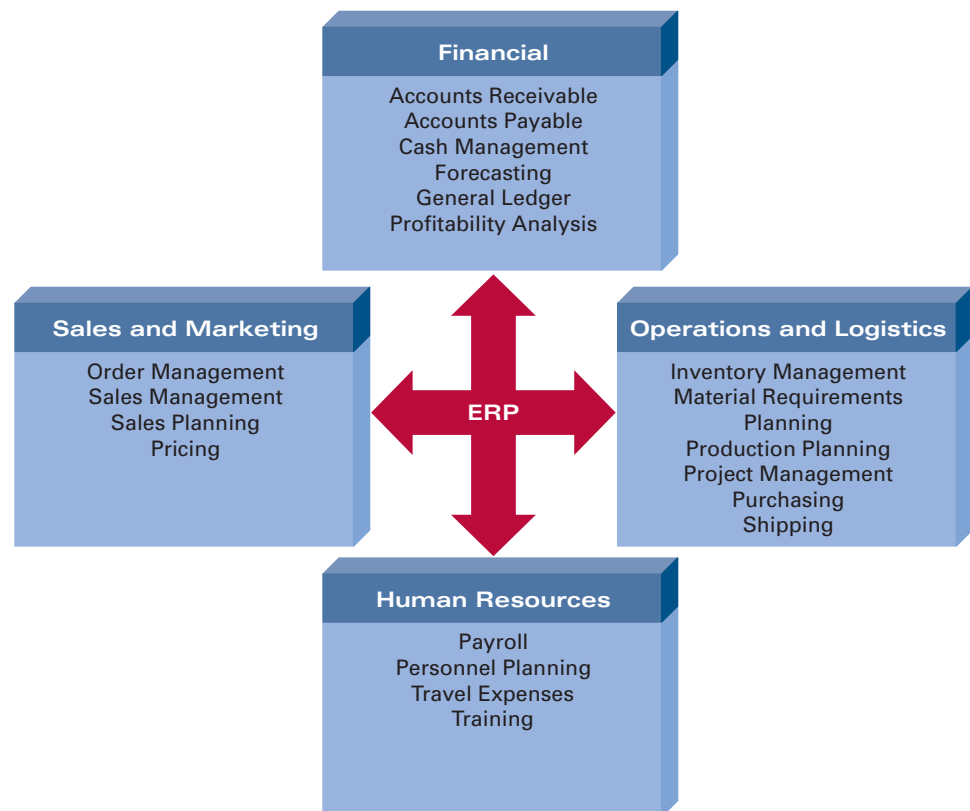 Financial
Accounts Receivable
Accounts Payable
Cash Management
Forecasting
General Ledger
Profitability Analysis
Sales and Marketing
Order Management
Sales Management
Sales Planning
Pricing
ERP
Operations and Logistics
Inventory Management
Material Requirements
Planning
Production Planning
Project Management
Purchasing
Shipping
Human Resources
Payroll
Personnel Planning
Travel Expenses
Training